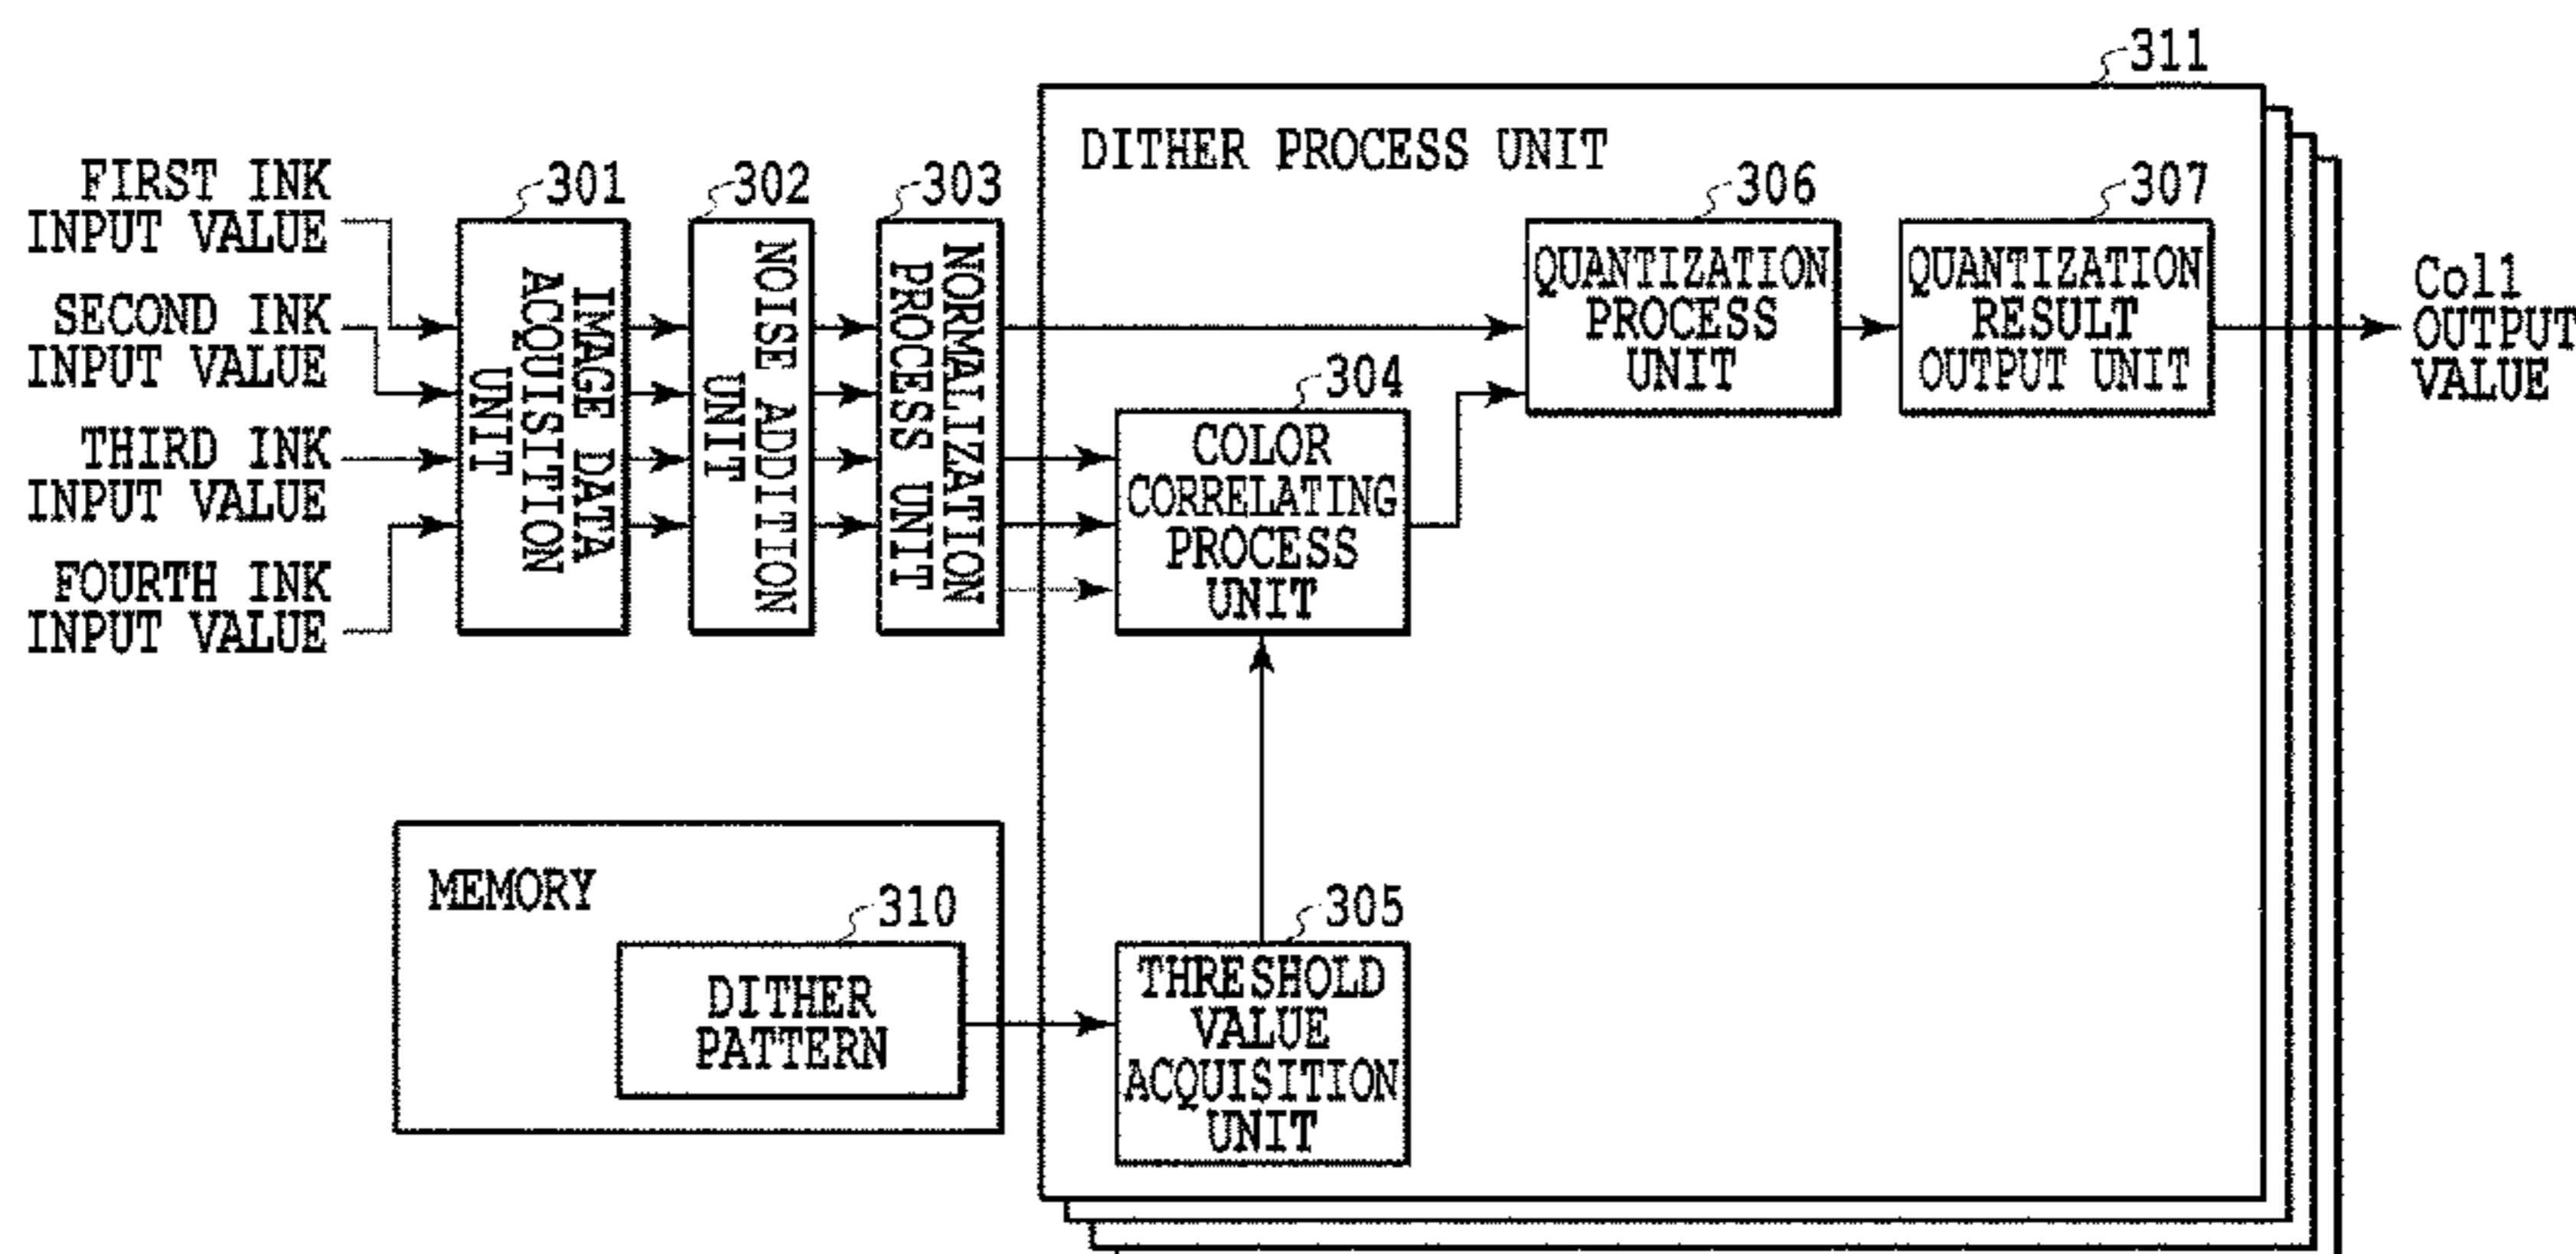 311
DITHER PROCESS UNIT
FIRST INK
INPUT VALUE
SECOND INK
INPUT VALUE
THIRD INK
INPUT VALUE
FOURTH INK
INPUT VALUE
301
IMAGE DATA
ACQUISITION
UNIT
302
NOISE ADDITION
UNIT
303
NORMALIZATION
PROCESS UNIT
304
COLOR
CORRELATING
PROCESS
UNIT
306
QUANTIZATION
PROCESS
UNIT
307
QUANTIZATION
RESULT
OUTPUT UNIT
Col1
OUTPUT
VALUE
MEMORY
310
DITHER
PATTERN
305
THRESHOLD
VALUE
ACQUISITION
UNIT